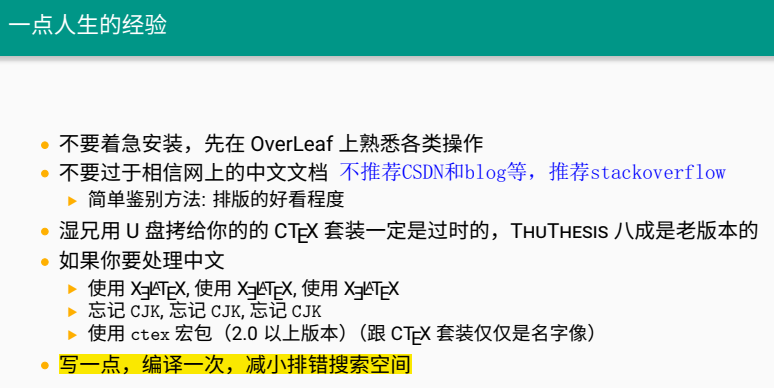 一点人生的经验
不要着急安装，先在 OverLeaf 上熟悉各类操作
不要过于相信网上的中文文档 不推荐CSDN和blog等，推荐stackoverflow
简单鉴别方法: 排版的好看程度
湿兄用 U 盘拷给你的的 CTEX 套装一定是过时的，THUTHESIS 八成是老版本的
如果你要处理中文
使用 XƎLATEX, 使用 XƎLATEX, 使用 XƎLATEX
忘记 CJK, 忘记 CJK, 忘记 CJK
使用 ctex 宏包（2.0 以上版本）（跟 CTEX 套装仅仅是名字像）
写一点，编译一次，减小排错搜索空间